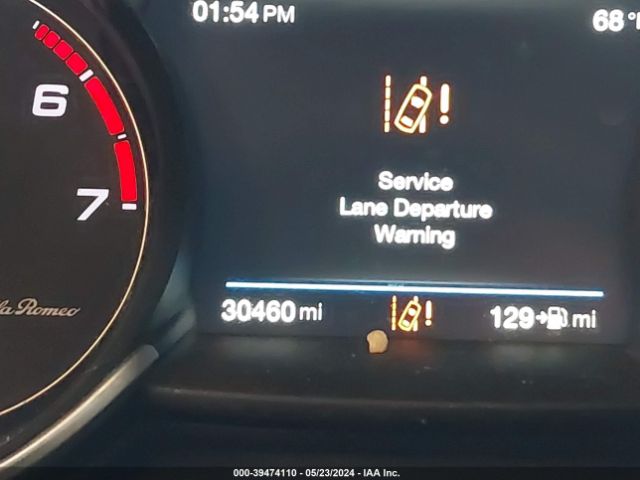 01:54 PM
68 °F
6
Service
Lane Departure
Warning
7
30460 mi
129 mi
Romeo
000-39474110 - 05/23/2024 - IAA Inc.